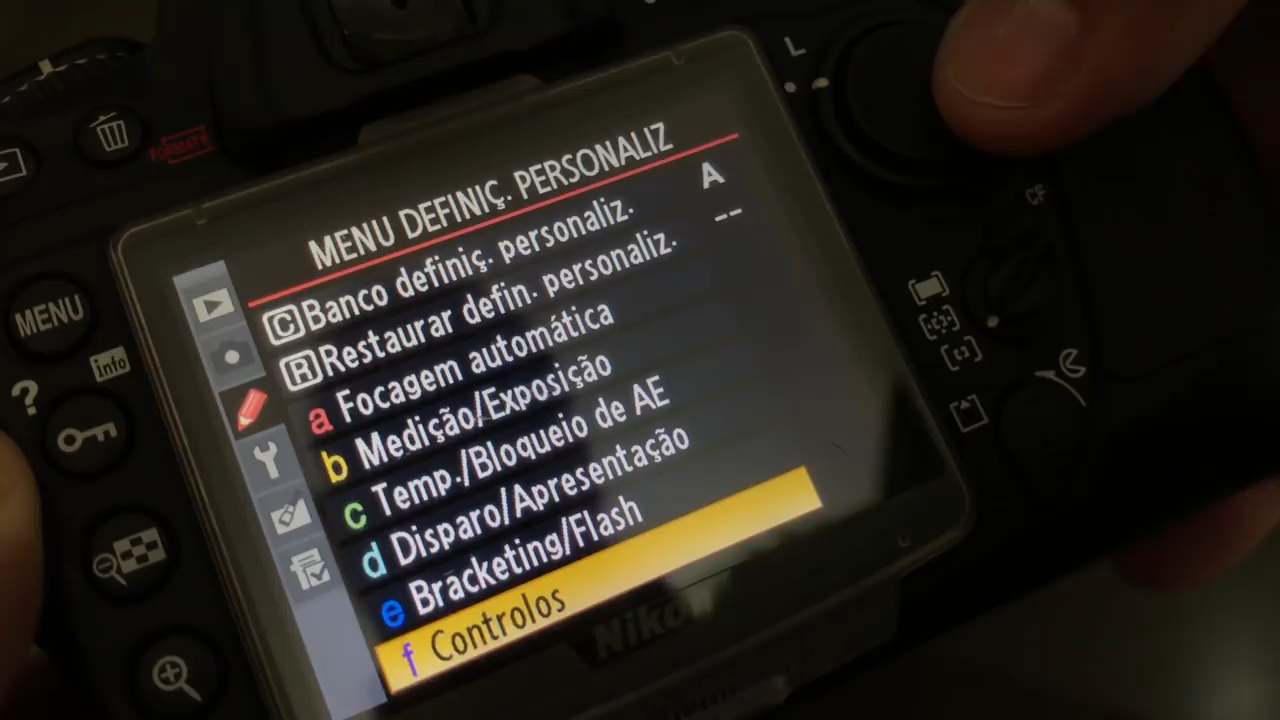 L
FORMAT
CF
MENU DEFINIÇ. PERSONALIZ
C Banco definiç. personaliz. A
R Restaurar defin. personaliz. --
a Focagem automática
b Medição/Exposição
c Temp./Bloqueio de AE
d Disparo/Apresentação
e Bracketing/Flash
f Controlos
MENU
info
?
Nikon